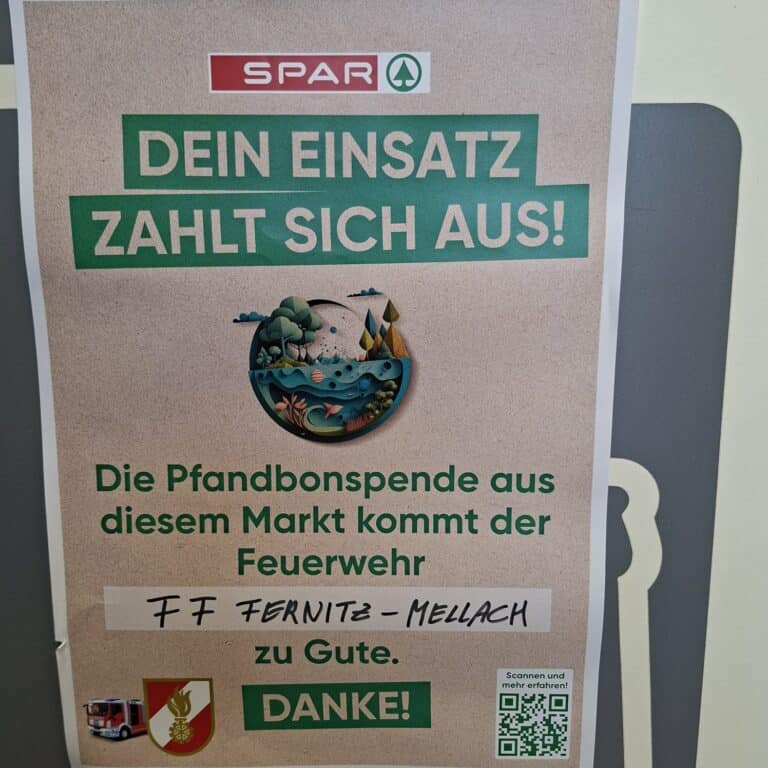 SPAR
DEIN EINSATZ
ZAHLT SICH AUS!
Die Pfandbonspende aus
diesem Markt kommt der
Feuerwehr
FF FERNITZ-MELLACH
zu Gute.
DANKE!
Scannen und
mehr erfahren!